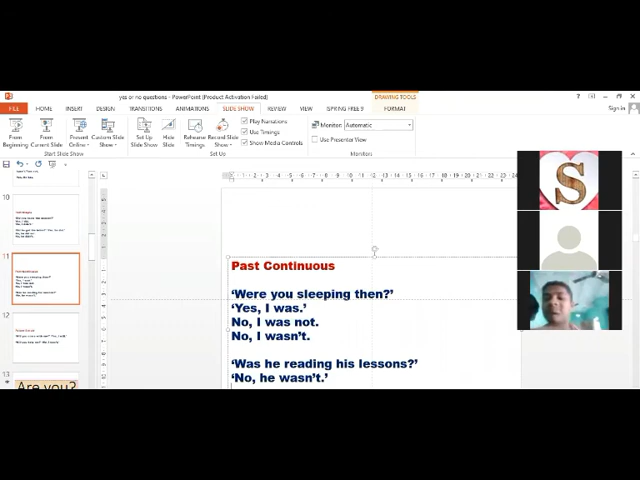 yes or no questions - PowerPoint (Product Activation Failed)
DRAWING TOOLS
FILE HOME INSERT DESIGN TRANSITIONS ANIMATIONS SLIDE SHOW REVIEW VIEW ISPRING FREE 8 FORMAT Sign in
From Beginning
From Current Slide
Present Online
Custom Slide Show
Set Up Slide Show
Hide Slide
Rehearse Timings
Record Slide Show
Play Narrations
Use Timings
Show Media Controls
Monitor: Automatic
Use Presenter View
Start Slide Show
Set Up
Monitors
10
11
12
13
Are you?
S
Past Continuous
‘Were you sleeping then?’
‘Yes, I was.’
No, I was not.
No, I wasn’t.
‘Was he reading his lessons?’
‘No, he wasn’t.’